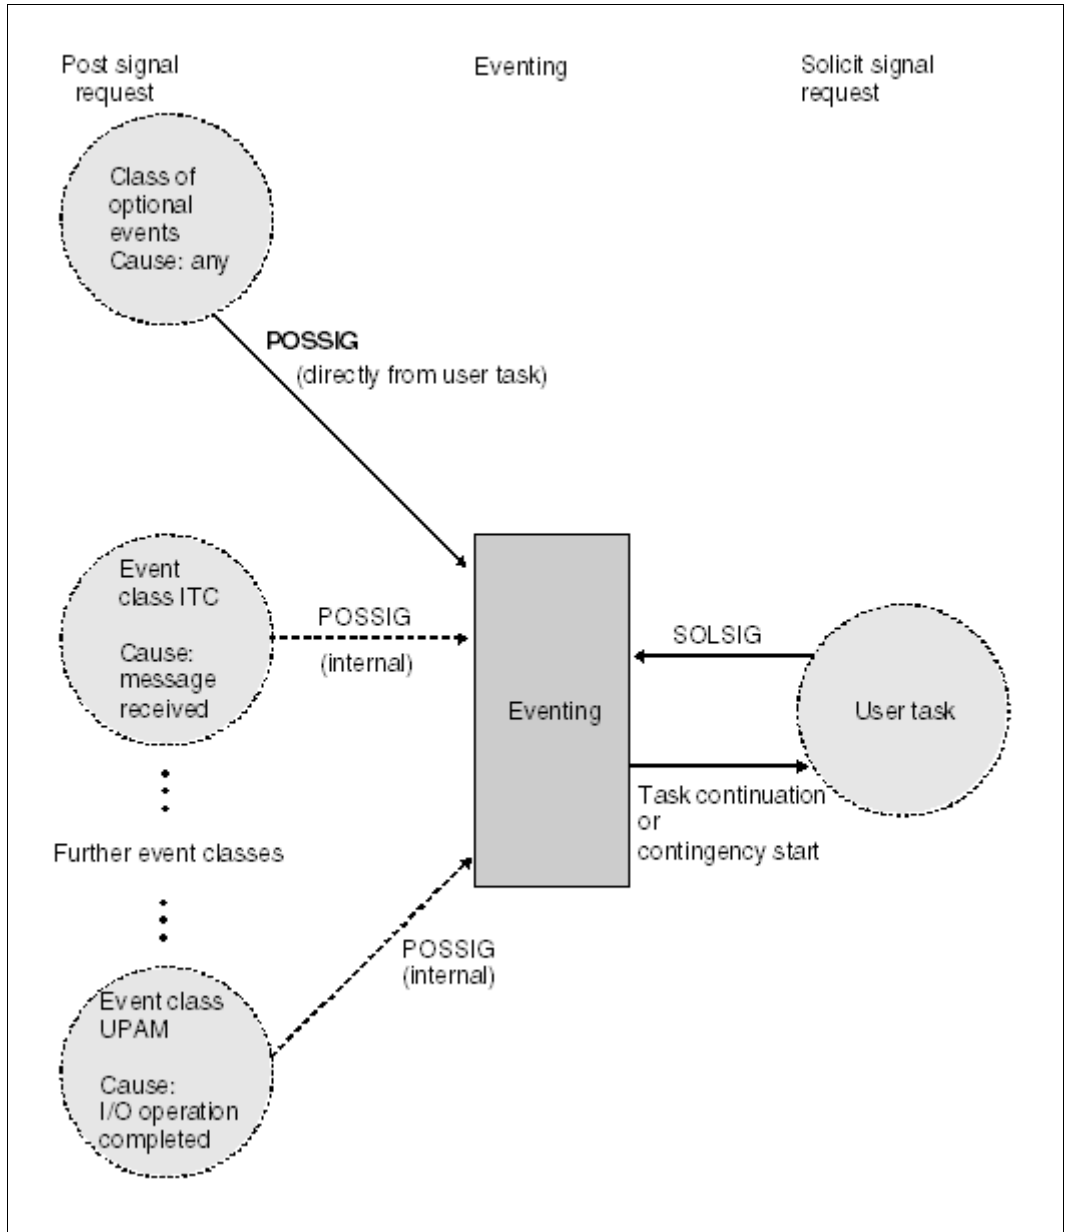 Post signal
request
Eventing
Solicit signal
request
Class of
optional
events
Cause: any
POSSIG
(directly from user task)
Event
class ITC
Cause:
message
received
POSSIG
(internal)
Eventing
SOLSIG
User task
Task continuation
or
contingency start
Further event classes
POSSIG
(internal)
Event class
UPAM
Cause:
I/O operation
completed